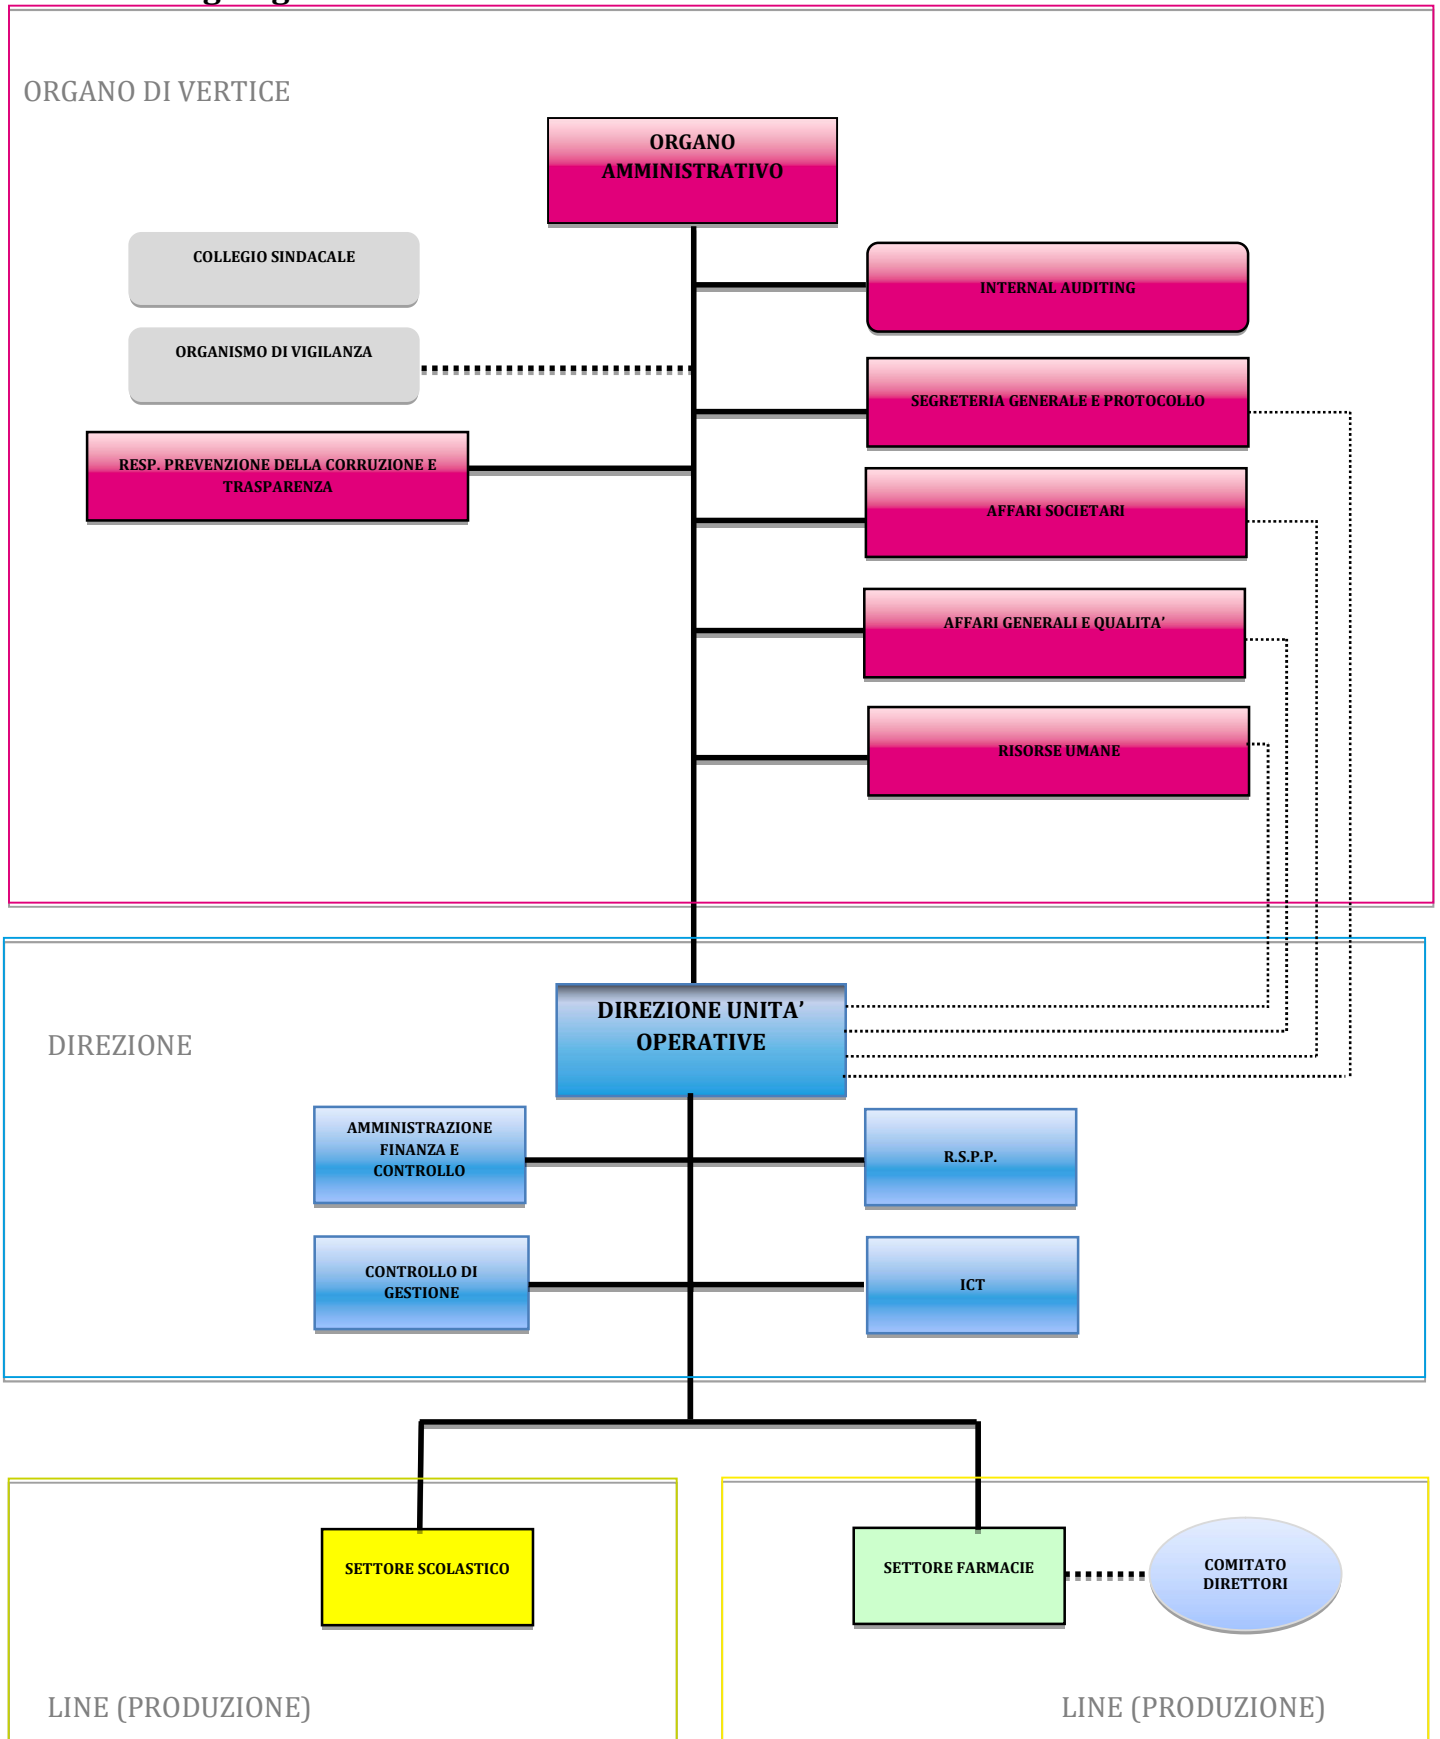 ORGANO DI VERTICE
ORGANO
AMMINISTRATIVO
COLLEGIO SINDACALE
INTERNAL AUDITING
ORGANISMO DI VIGILANZA
SEGRETERIA GENERALE E PROTOCOLLO
RESP. PREVENZIONE DELLA CORRUZIONE E
TRASPARENZA
AFFARI SOCIETARI
AFFARI GENERALI E QUALITA’
RISORSE UMANE
DIREZIONE
DIREZIONE UNITA’
OPERATIVE
AMMINISTRAZIONE
FINANZA E
CONTROLLO
R.S.P.P.
CONTROLLO DI
GESTIONE
ICT
SETTORE SCOLASTICO
SETTORE FARMACIE
COMITATO
DIRETTORI
LINE (PRODUZIONE)
LINE (PRODUZIONE)